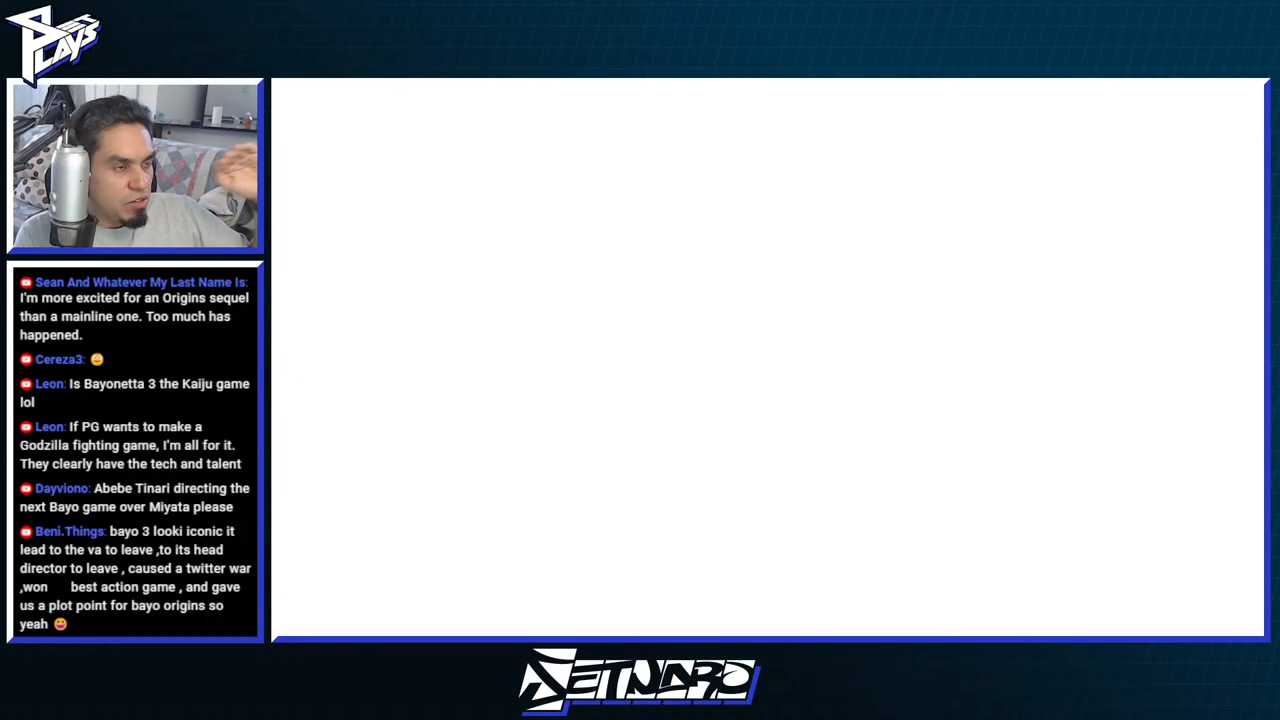 SET
PLAYS
Sean And Whatever My Last Name Is:
I'm more excited for an Origins sequel
than a mainline one. Too much has
happened.
Cereza3: 😳
Leon: Is Bayonetta 3 the Kaiju game
lol
Leon: If PG wants to make a
Godzilla fighting game, I'm all for it.
They clearly have the tech and talent
Dayviono: Abebe Tinari directing the
next Bayo game over Miyata please
Beni.Things: bayo 3 looki iconic it
lead to the va to leave ,to its head
director to leave , caused a twitter war
,won best action game , and gave
us a plot point for bayo origins so
yeah 😝
SETNARO